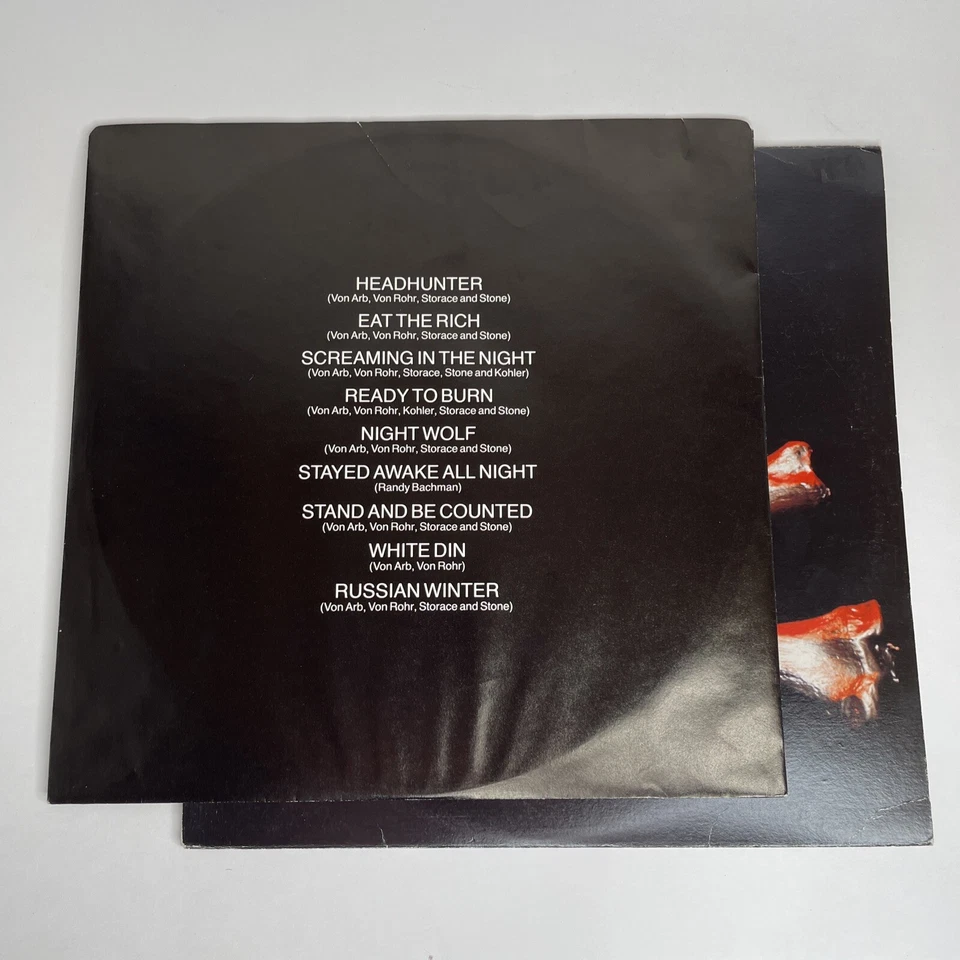 HEADHUNTER
(Von Arb, Von Rohr, Storace and Stone)
EAT THE RICH
(Von Arb, Von Rohr, Storace and Stone)
SCREAMING IN THE NIGHT
(Von Arb, Von Rohr, Storace, Stone and Kohler)
READY TO BURN
(Von Arb, Von Rohr, Kohler, Storace and Stone)
NIGHT WOLF
(Von Arb, Von Rohr, Storace and Stone)
STAYED AWAKE ALL NIGHT
(Randy Bachman)
STAND AND BE COUNTED
(Von Arb, Von Rohr, Storace and Stone)
WHITE DIN
(Von Arb, Von Rohr)
RUSSIAN WINTER
(Von Arb, Von Rohr, Storace and Stone)